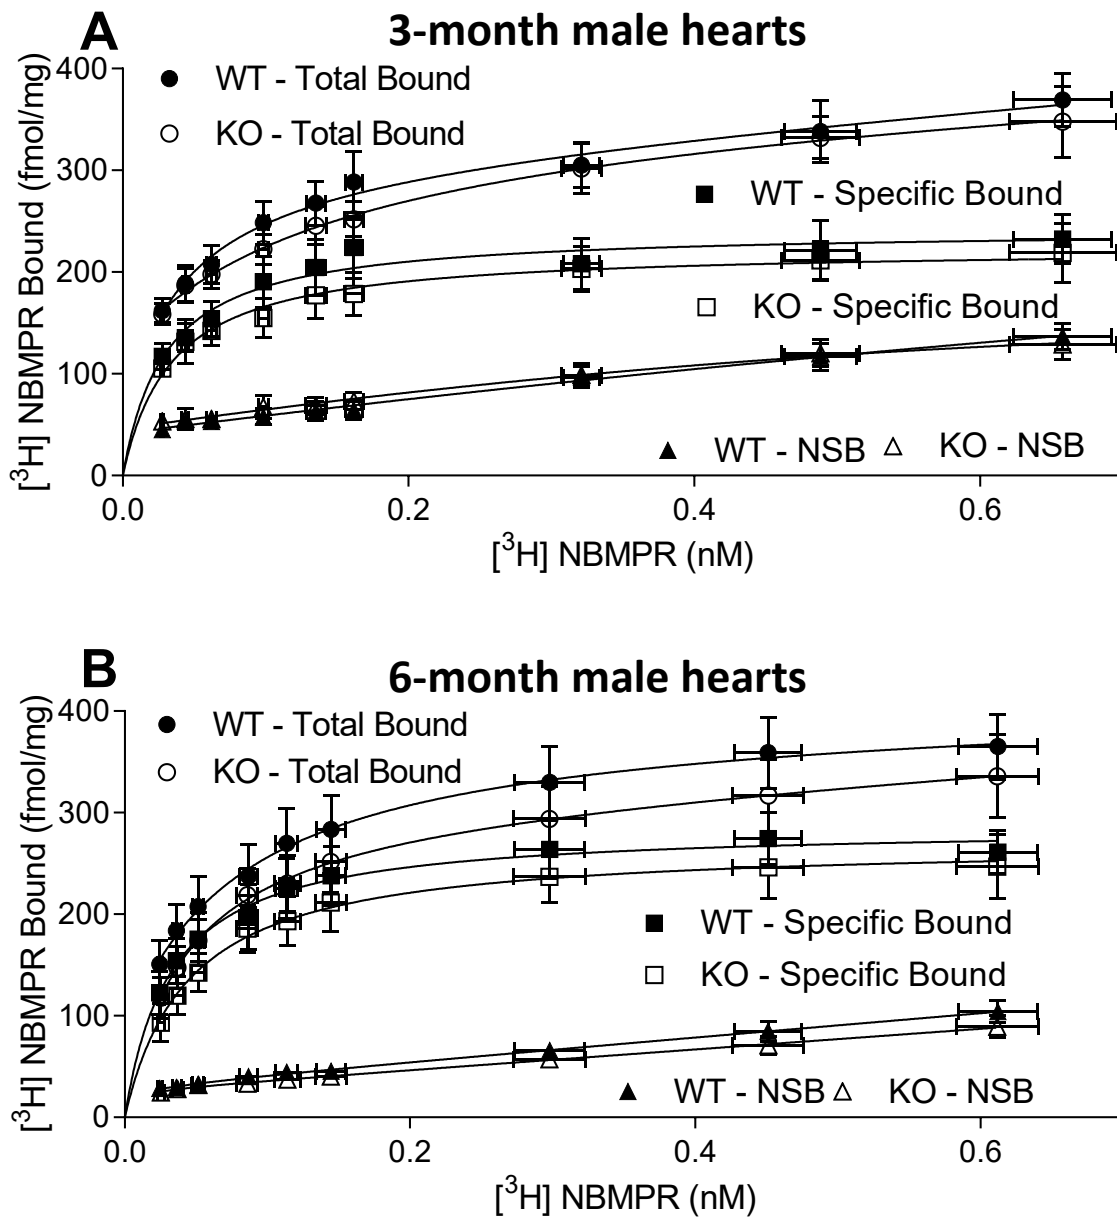 A
3-month male hearts
[³H] NBMPR Bound (fmol/mg)
400
300
200
100
0
WT - Total Bound
KO - Total Bound
WT - Specific Bound
KO - Specific Bound
WT - NSB
KO - NSB
0.0
0.2
0.4
0.6
[³H] NBMPR (nM)
B
6-month male hearts
[³H] NBMPR Bound (fmol/mg)
400
300
200
100
0
WT - Total Bound
KO - Total Bound
WT - Specific Bound
KO - Specific Bound
WT - NSB
KO - NSB
0.0
0.2
0.4
0.6
[³H] NBMPR (nM)